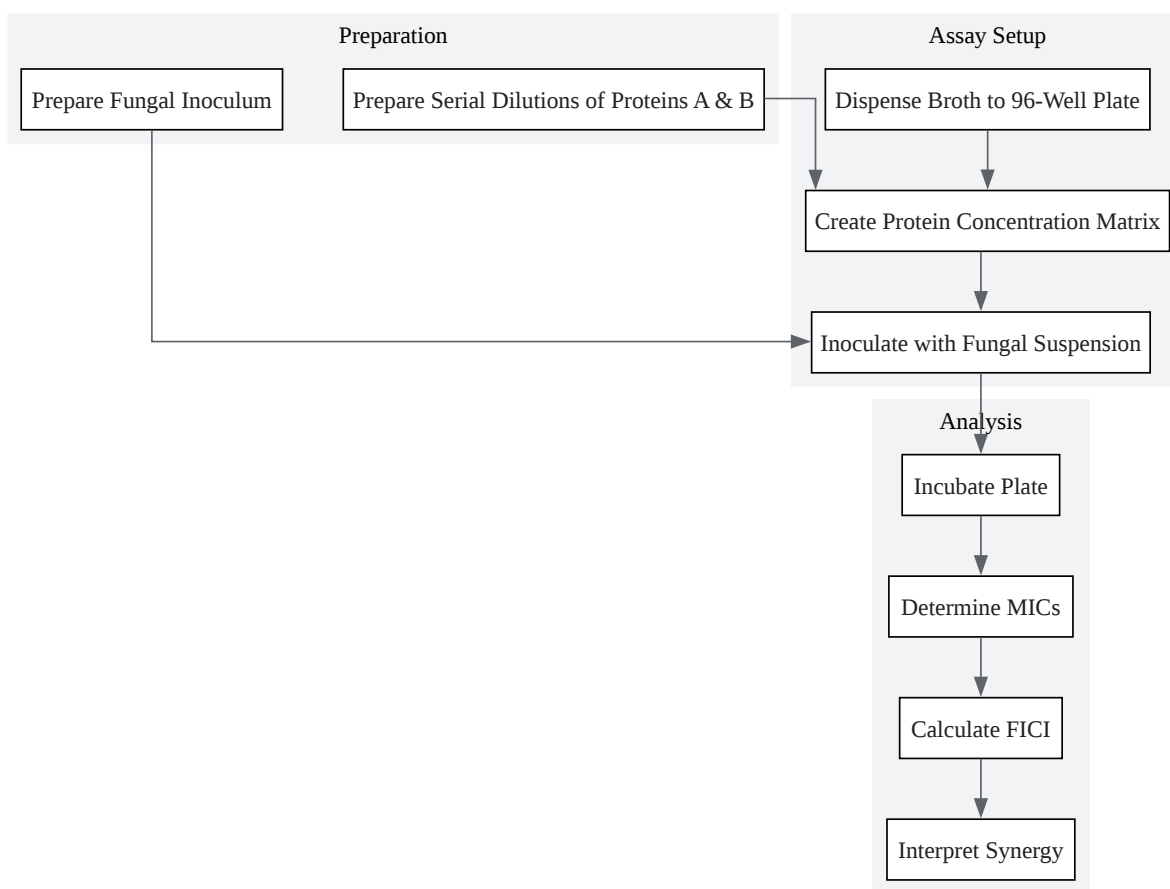 Preparation
Prepare Fungal Inoculum
Prepare Serial Dilutions of Proteins A & B
Assay Setup
Dispense Broth to 96-Well Plate
Create Protein Concentration Matrix
Inoculate with Fungal Suspension
Analysis
Incubate Plate
Determine MICs
Calculate FICI
Interpret Synergy